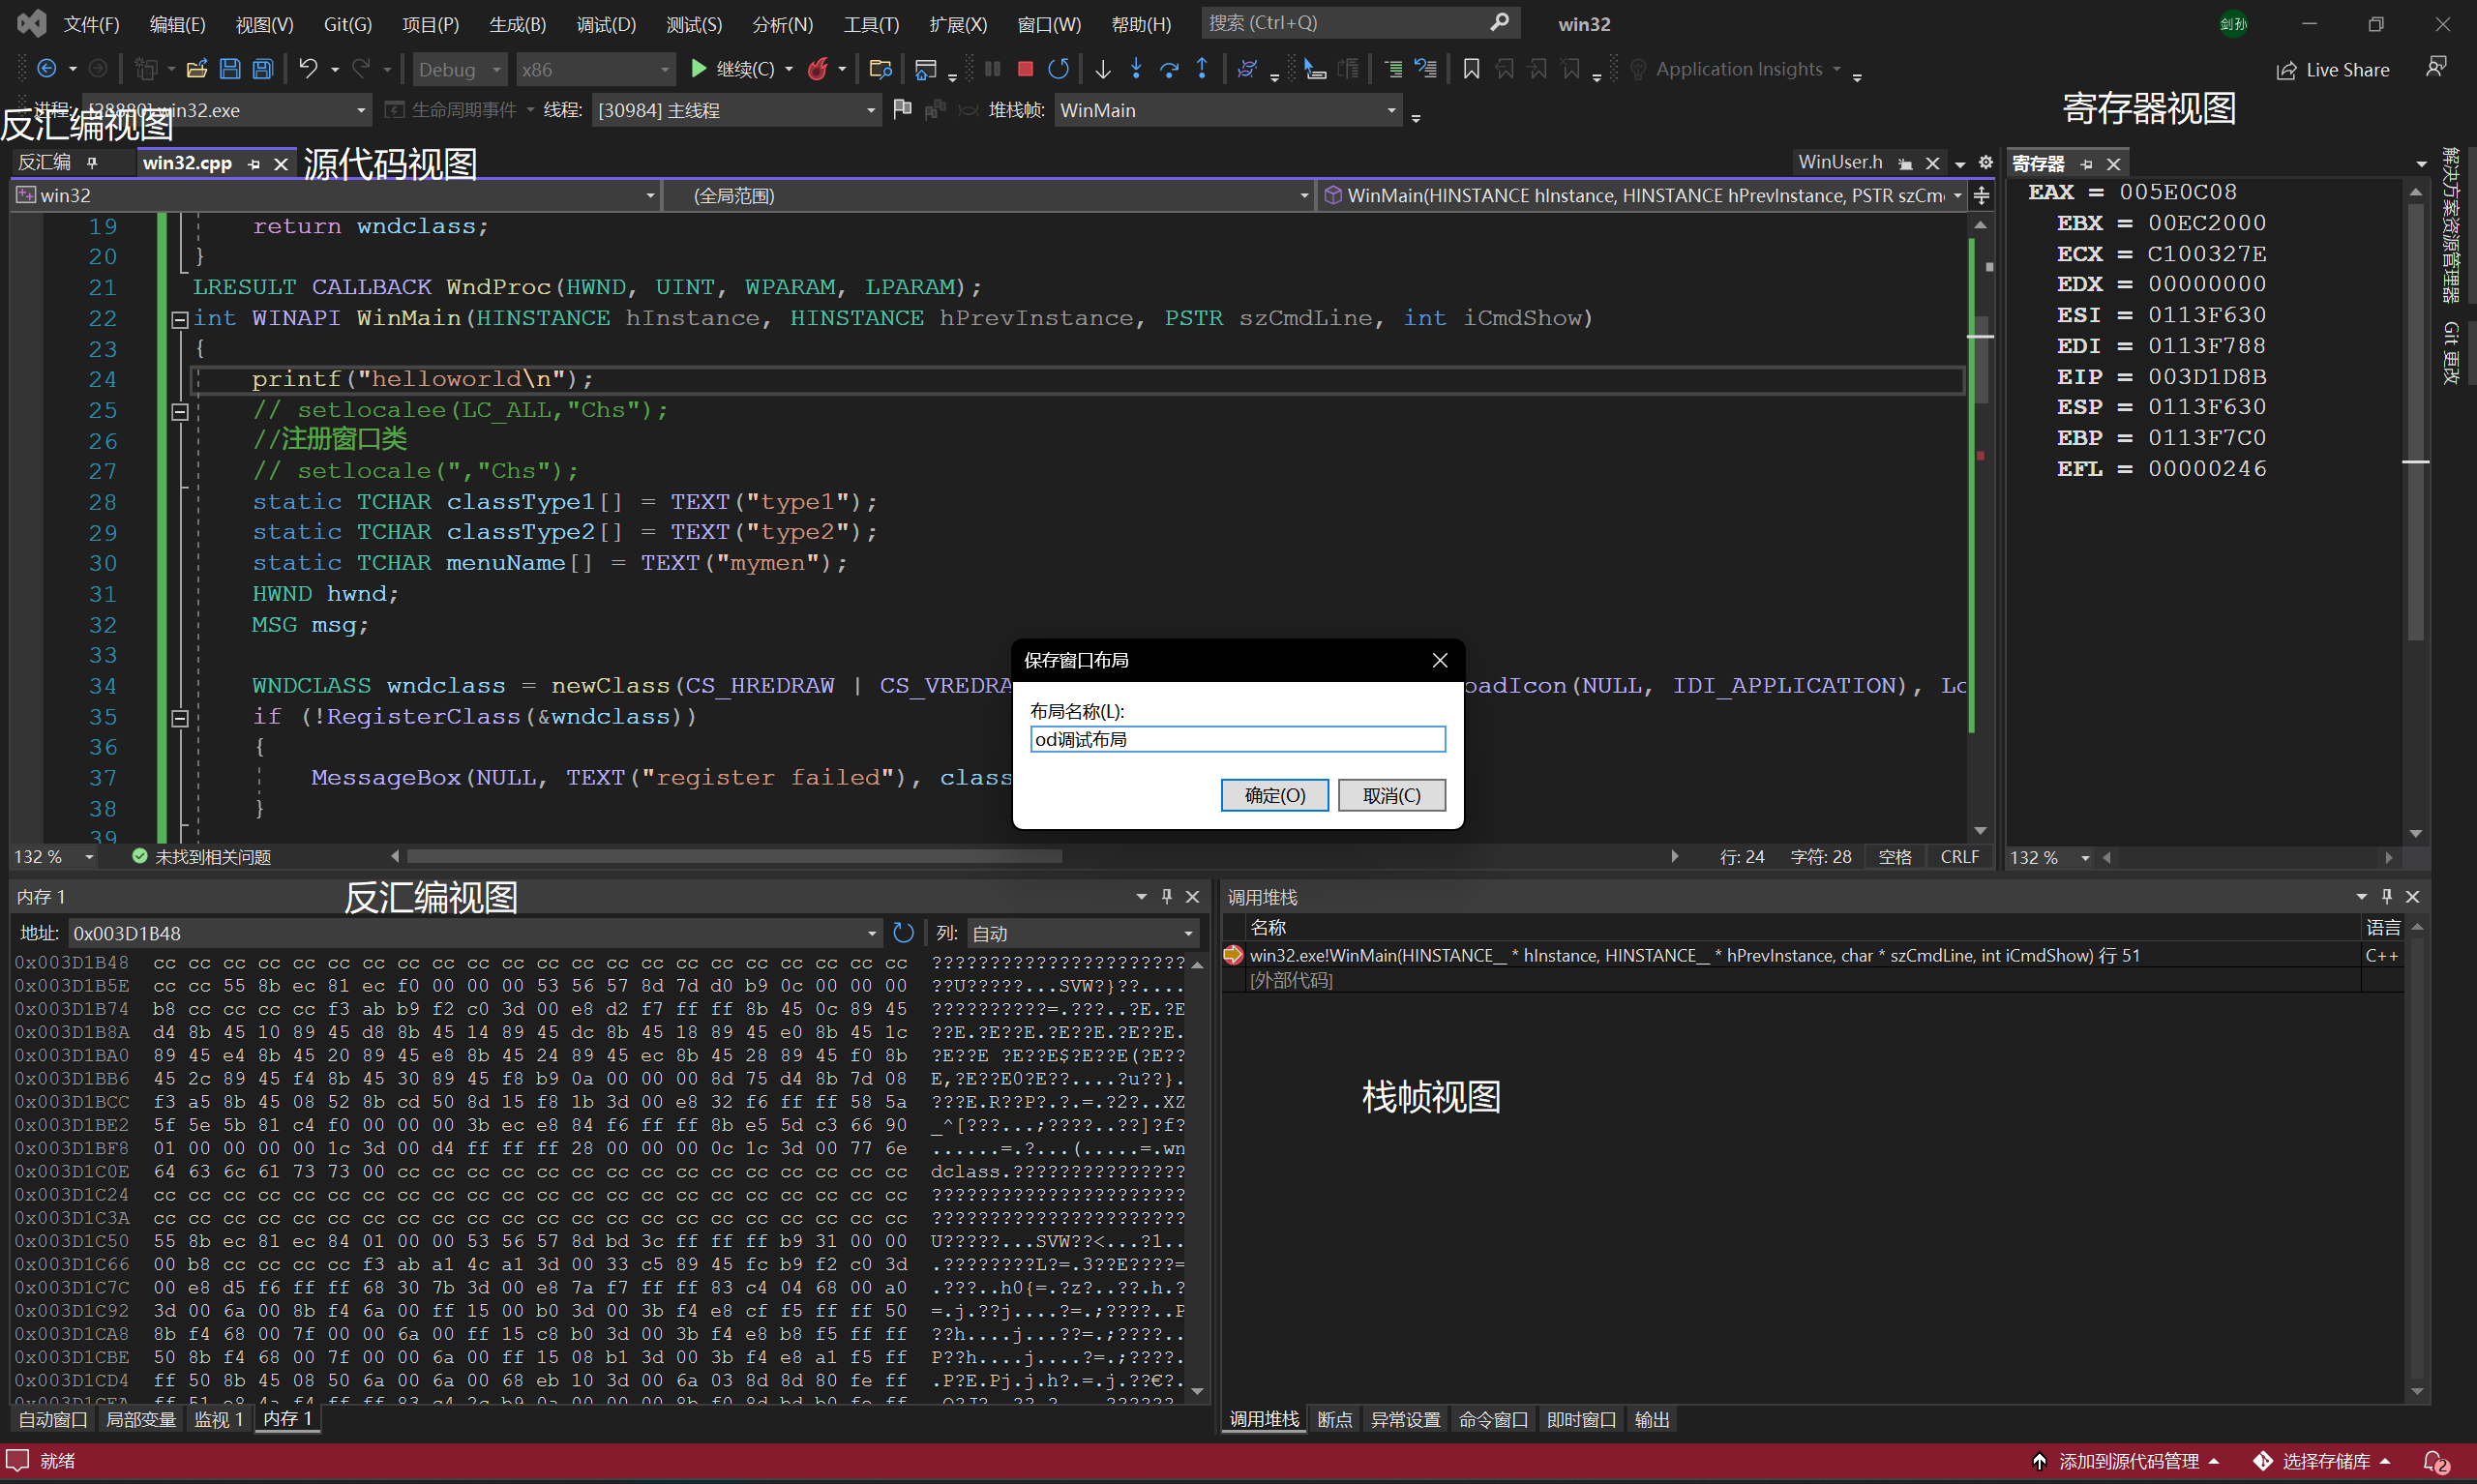 文件(F) 编辑(E) 视图(V) Git(G) 项目(P) 生成(B) 调试(D) 测试(S) 分析(N) 工具(T) 扩展(X) 窗口(W) 帮助(H) 搜索 (Ctrl+Q) win32 剑孙
Debug x86 继续(C) Application Insights Live Share
进程: [28880] win32.exe 生命周期事件 线程: [30984] 主线程 堆栈帧: WinMain
反汇编视图
寄存器视图
反汇编 win32.cpp 源代码视图 WinUser.h 寄存器
win32 (全局范围) WinMain(HINSTANCE hInstance, HINSTANCE hPrevInstance, PSTR szCm
19 return wndclass;
20 }
21 LRESULT CALLBACK WndProc(HWND, UINT, WPARAM, LPARAM);
22 int WINAPI WinMain(HINSTANCE hInstance, HINSTANCE hPrevInstance, PSTR szCmdLine, int iCmdShow)
23 {
24 printf("helloworld\n");
25 // setlocalee(LC_ALL,"Chs");
26 //注册窗口类
27 // setlocale(","Chs");
28 static TCHAR classType1[] = TEXT("type1");
29 static TCHAR classType2[] = TEXT("type2");
30 static TCHAR menuName[] = TEXT("mymen");
31 HWND hwnd;
32 MSG msg;
33
34 WNDCLASS wndclass = newClass(CS_HREDRAW | CS_VREDRA oadIcon(NULL, IDI_APPLICATION), Lo
35 if (!RegisterClass(&wndclass))
36 {
37 MessageBox(NULL, TEXT("register failed"), class
38 }
39
EAX = 005E0C08
EBX = 00EC2000
ECX = C100327E
EDX = 00000000
ESI = 0113F630
EDI = 0113F788
EIP = 003D1D8B
ESP = 0113F630
EBP = 0113F7C0
EFL = 00000246
解决方案资源管理器
Git 更改
保存窗口布局
布局名称(L):
od调试布局
确定(O) 取消(C)
132 % 未找到相关问题 行: 24 字符: 28 空格 CRLF 132 %
内存 1 反汇编视图
地址: 0x003D1B48 列: 自动
0x003D1B48 cc cc cc cc cc cc cc cc cc cc cc cc cc cc cc cc cc cc cc cc cc cc ??????????????????????
0x003D1B5E cc cc 55 8b ec 81 ec f0 00 00 00 53 56 57 8d 7d d0 b9 0c 00 00 00 ??U?????...SVW?}??....
0x003D1B74 b8 cc cc cc cc f3 ab b9 f2 c0 3d 00 e8 d2 f7 ff ff 8b 45 0c 89 45 ??????????=.???..?E.?E
0x003D1B8A d4 8b 45 10 89 45 d8 8b 45 14 89 45 dc 8b 45 18 89 45 e0 8b 45 1c ??E.?E??E.?E??E.?E??E.
0x003D1BA0 89 45 e4 8b 45 20 89 45 e8 8b 45 24 89 45 ec 8b 45 28 89 45 f0 8b ?E??E ?E??E$?E??E(?E??
0x003D1BB6 45 2c 89 45 f4 8b 45 30 89 45 f8 b9 0a 00 00 00 8d 75 d4 8b 7d 08 E,?E??E0?E??....?u??}.
0x003D1BCC f3 a5 8b 45 08 52 8b cd 50 8d 15 f8 1b 3d 00 e8 32 f6 ff ff 58 5a ???E.R??P?.?.=.?2?..XZ
0x003D1BE2 5f 5e 5b 81 c4 f0 00 00 00 3b ec e8 84 f6 ff ff 8b e5 5d c3 66 90 _^[???...;????..??]?f?
0x003D1BF8 01 00 00 00 00 1c 3d 00 d4 ff ff ff 28 00 00 00 0c 1c 3d 00 77 6e ......=.?...(.....=.wn
0x003D1C0E 64 63 6c 61 73 73 00 cc cc cc cc cc cc cc cc cc cc cc cc cc cc cc dclass.???????????????
0x003D1C24 cc cc cc cc cc cc cc cc cc cc cc cc cc cc cc cc cc cc cc cc cc cc ??????????????????????
0x003D1C3A cc cc cc cc cc cc cc cc cc cc cc cc cc cc cc cc cc cc cc cc cc cc ??????????????????????
0x003D1C50 55 8b ec 81 ec 84 01 00 00 53 56 57 8d bd 3c ff ff ff b9 31 00 00 U?????...SVW??<...?1..
0x003D1C66 00 b8 cc cc cc cc f3 ab a1 4c a1 3d 00 33 c5 89 45 fc b9 f2 c0 3d .????????L?=.3??E????=
0x003D1C7C 00 e8 d5 f6 ff ff 68 30 7b 3d 00 e8 7a f7 ff ff 83 c4 04 68 00 a0 .???..h0{=.?z?..??.h.?
0x003D1C92 3d 00 6a 00 8b f4 6a 00 ff 15 00 b0 3d 00 3b f4 e8 cf f5 ff ff 50 =.j.??j....?=.;????..P
0x003D1CA8 8b f4 68 00 7f 00 00 6a 00 ff 15 c8 b0 3d 00 3b f4 e8 b8 f5 ff ff ??h....j...??=.;????..
0x003D1CBE 50 8b f4 68 00 7f 00 00 6a 00 ff 15 08 b1 3d 00 3b f4 e8 a1 f5 ff P??h....j....?=.;????.
0x003D1CD4 ff 50 8b 45 08 50 6a 00 6a 00 68 eb 10 3d 00 6a 03 8d 8d 80 fe ff .P?E.Pj.j.h?.=.j.??€?.
自动窗口 局部变量 监视 1 内存 1
调用堆栈
名称 语言
win32.exe!WinMain(HINSTANCE__ * hInstance, HINSTANCE__ * hPrevInstance, char * szCmdLine, int iCmdShow) 行 51 C++
[外部代码]
栈帧视图
调用堆栈 断点 异常设置 命令窗口 即时窗口 输出
就绪 添加到源代码管理 选择存储库 2